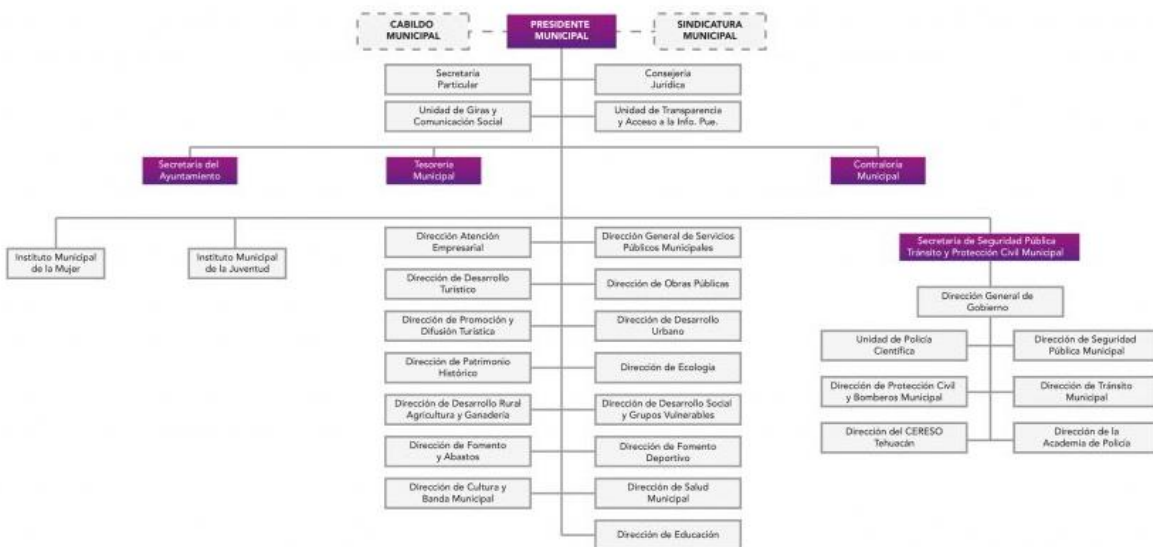 CABILDO
MUNICIPAL
PRESIDENTE
MUNICIPAL
SINDICATURA
MUNICIPAL
Secretaría
Particular
Consejería
Jurídica
Unidad de Giras y
Comunicación Social
Unidad de Transparencia
y Acceso a la Info. Pue.
Secretaría del
Ayuntamiento
Tesorería
Municipal
Contraloría
Municipal
Instituto Municipal
de la Mujer
Instituto Municipal
de la Juventud
Dirección Atención
Empresarial
Dirección General de Servicios
Públicos Municipales
Dirección de Desarrollo
Turístico
Dirección de Obras Públicas
Dirección de Promoción y
Difusión Turística
Dirección de Desarrollo
Urbano
Dirección de Patrimonio
Histórico
Dirección de Ecología
Dirección de Desarrollo Rural
Agricultura y Ganadería
Dirección de Desarrollo Social
y Grupos Vulnerables
Dirección de Fomento
y Abastos
Dirección de Fomento
Deportivo
Dirección de Cultura y
Banda Municipal
Dirección de Salud
Municipal
Dirección de Educación
Secretaría de Seguridad Pública
Tránsito y Protección Civil Municipal
Dirección General de
Gobierno
Unidad de Policía
Científica
Dirección de Seguridad
Pública Municipal
Dirección de Protección Civil
y Bomberos Municipal
Dirección de Tránsito
Municipal
Dirección del CERESO
Tehuacán
Dirección de la
Academia de Policía